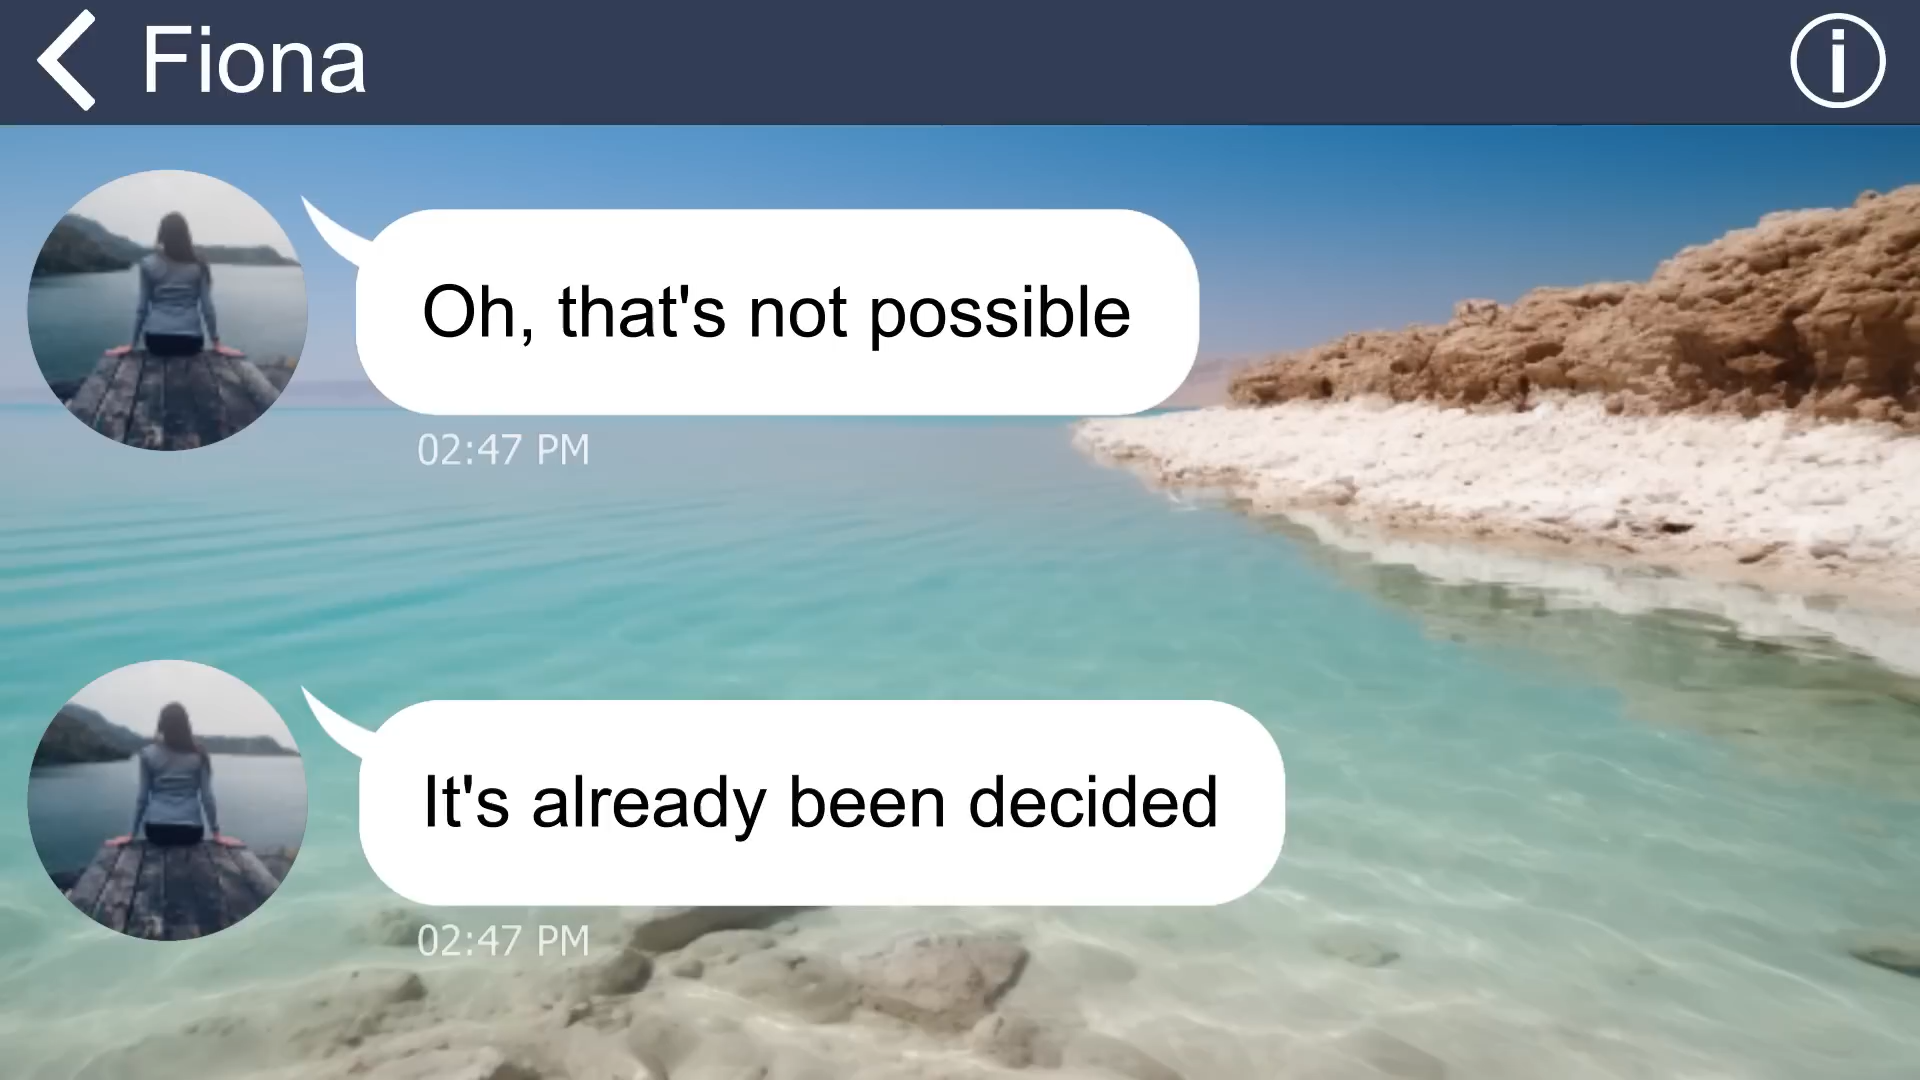 Fiona
Oh, that's not possible
02:47 PM
It's already been decided
02:47 PM